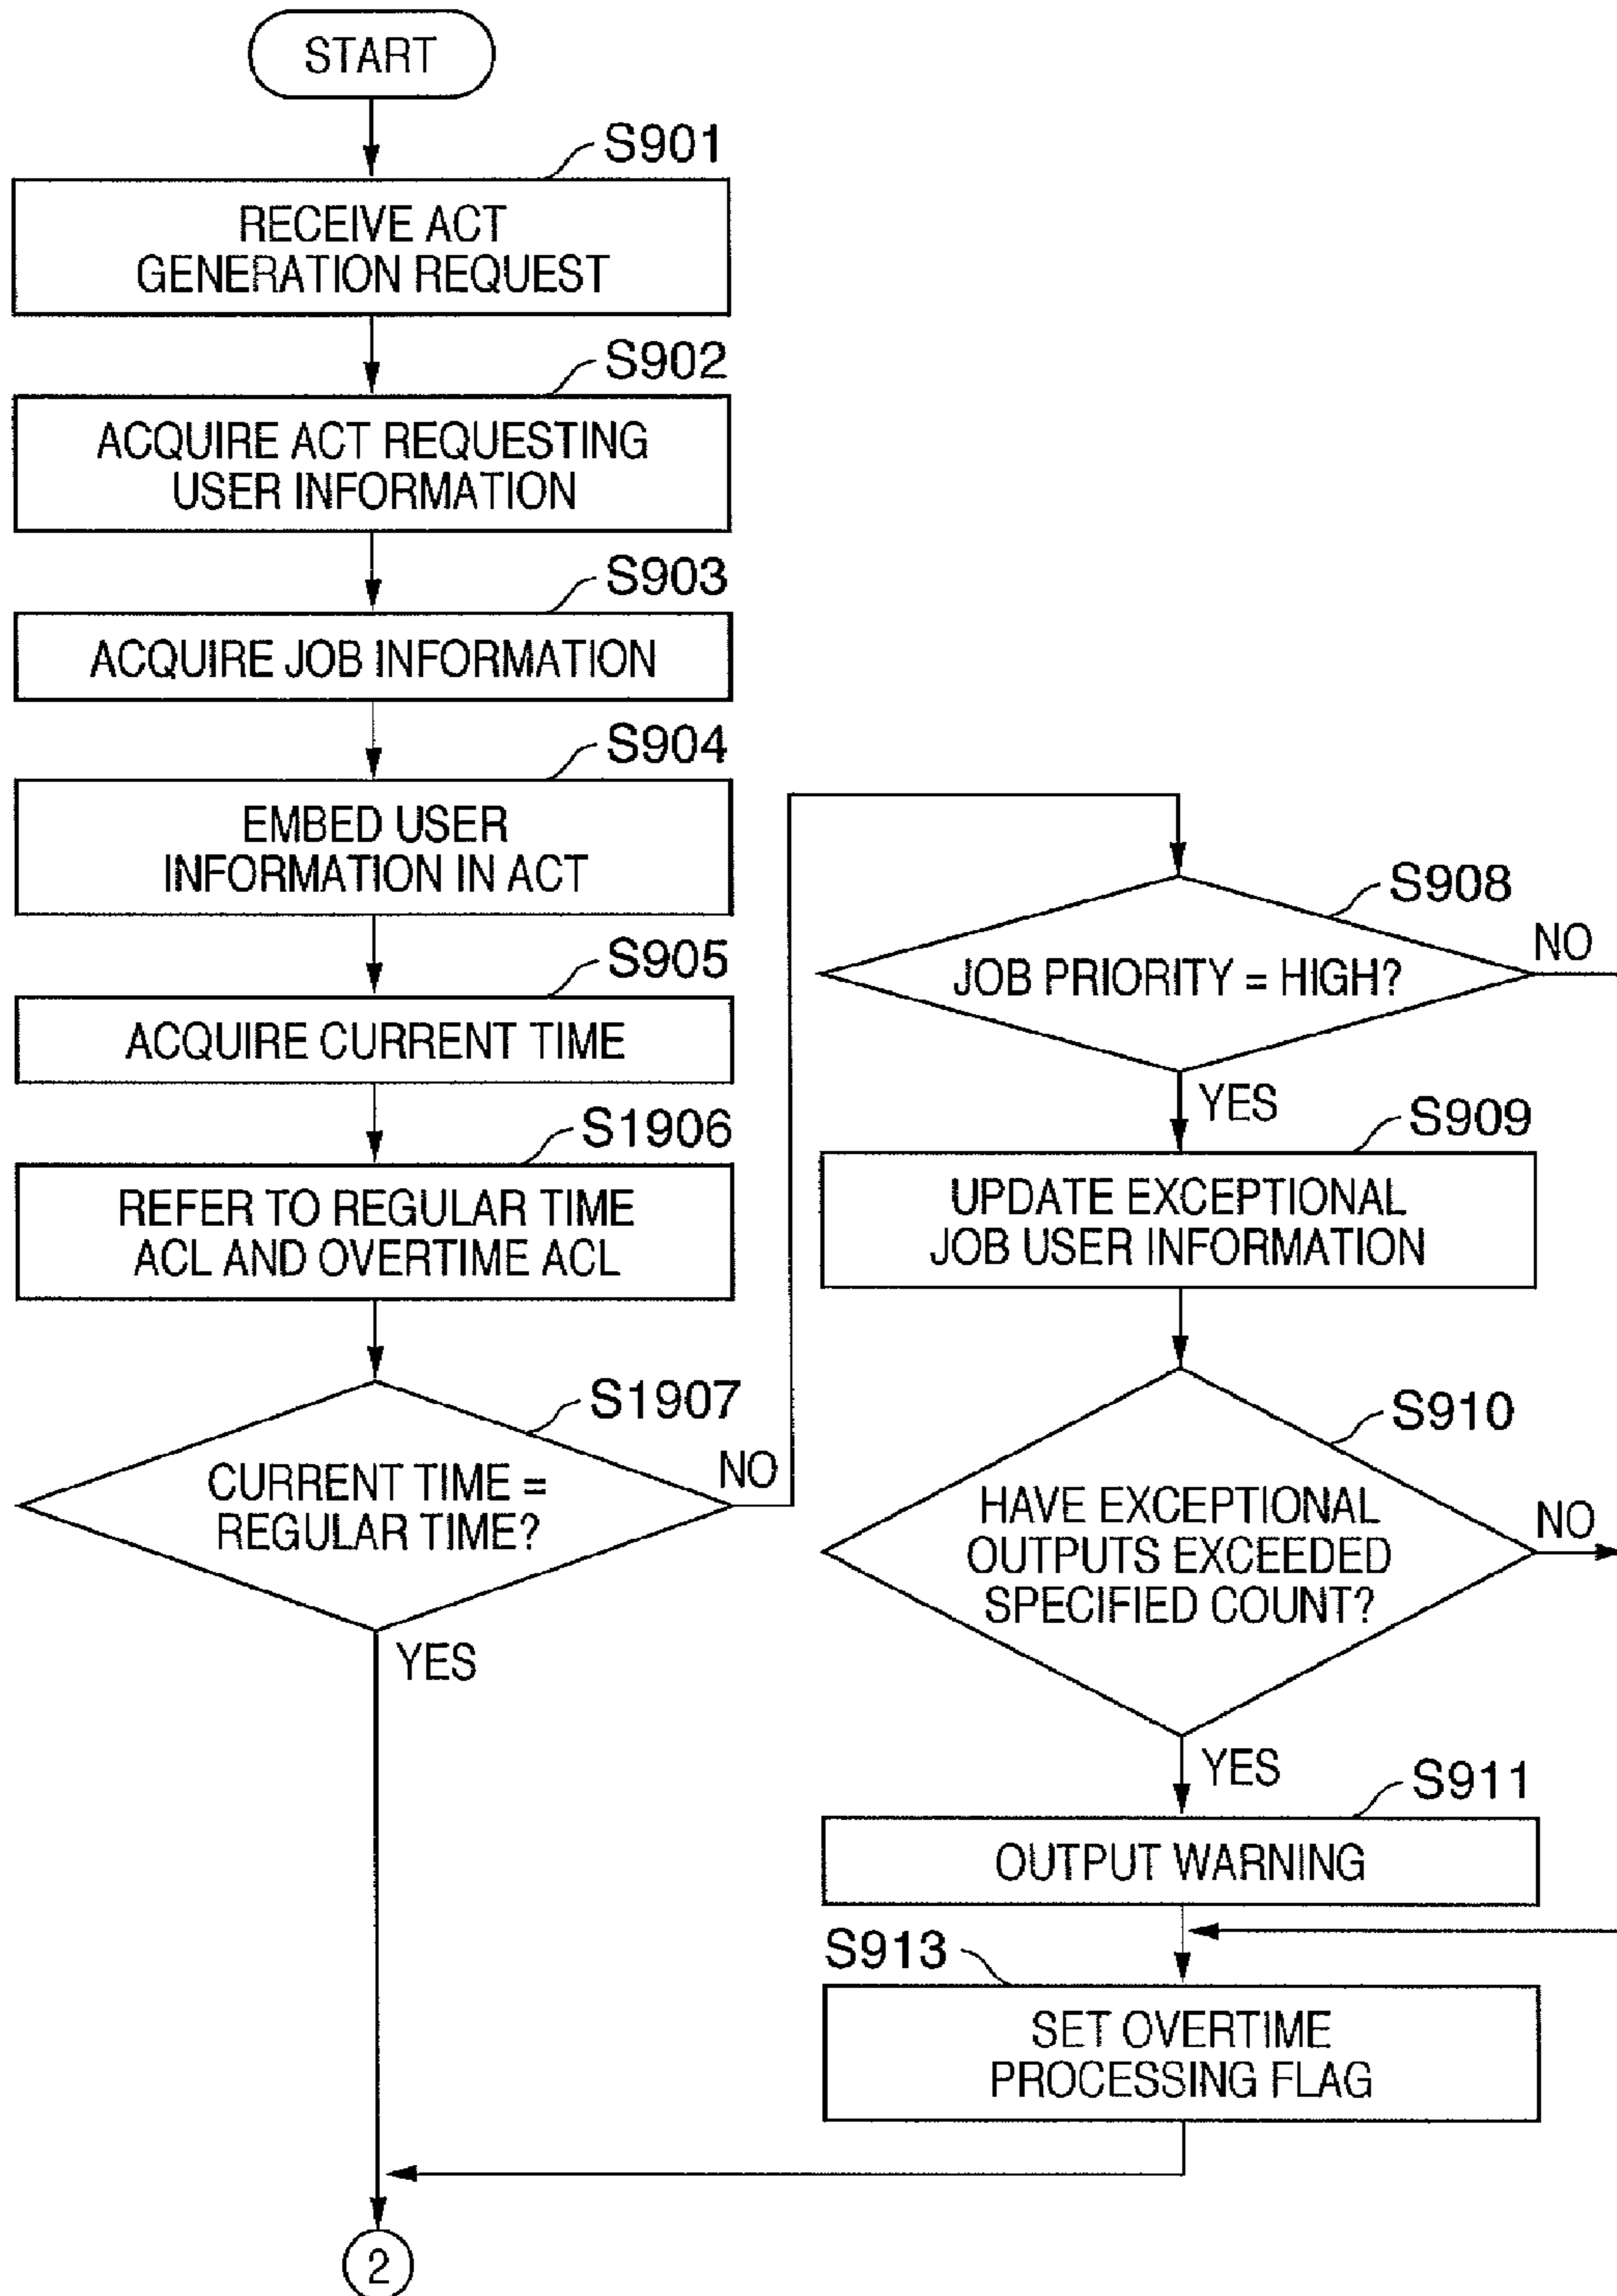 START
S901
RECEIVE ACT
GENERATION REQUEST
S902
ACQUIRE ACT REQUESTING
USER INFORMATION
S903
ACQUIRE JOB INFORMATION
S904
EMBED USER
INFORMATION IN ACT
S905
ACQUIRE CURRENT TIME
S1906
REFER TO REGULAR TIME
ACL AND OVERTIME ACL
S1907
CURRENT TIME =
REGULAR TIME?
NO
YES
S908
JOB PRIORITY = HIGH?
NO
YES
S909
UPDATE EXCEPTIONAL
JOB USER INFORMATION
S910
HAVE EXCEPTIONAL
OUTPUTS EXCEEDED
SPECIFIED COUNT?
NO
YES
S911
OUTPUT WARNING
S913
SET OVERTIME
PROCESSING FLAG
2